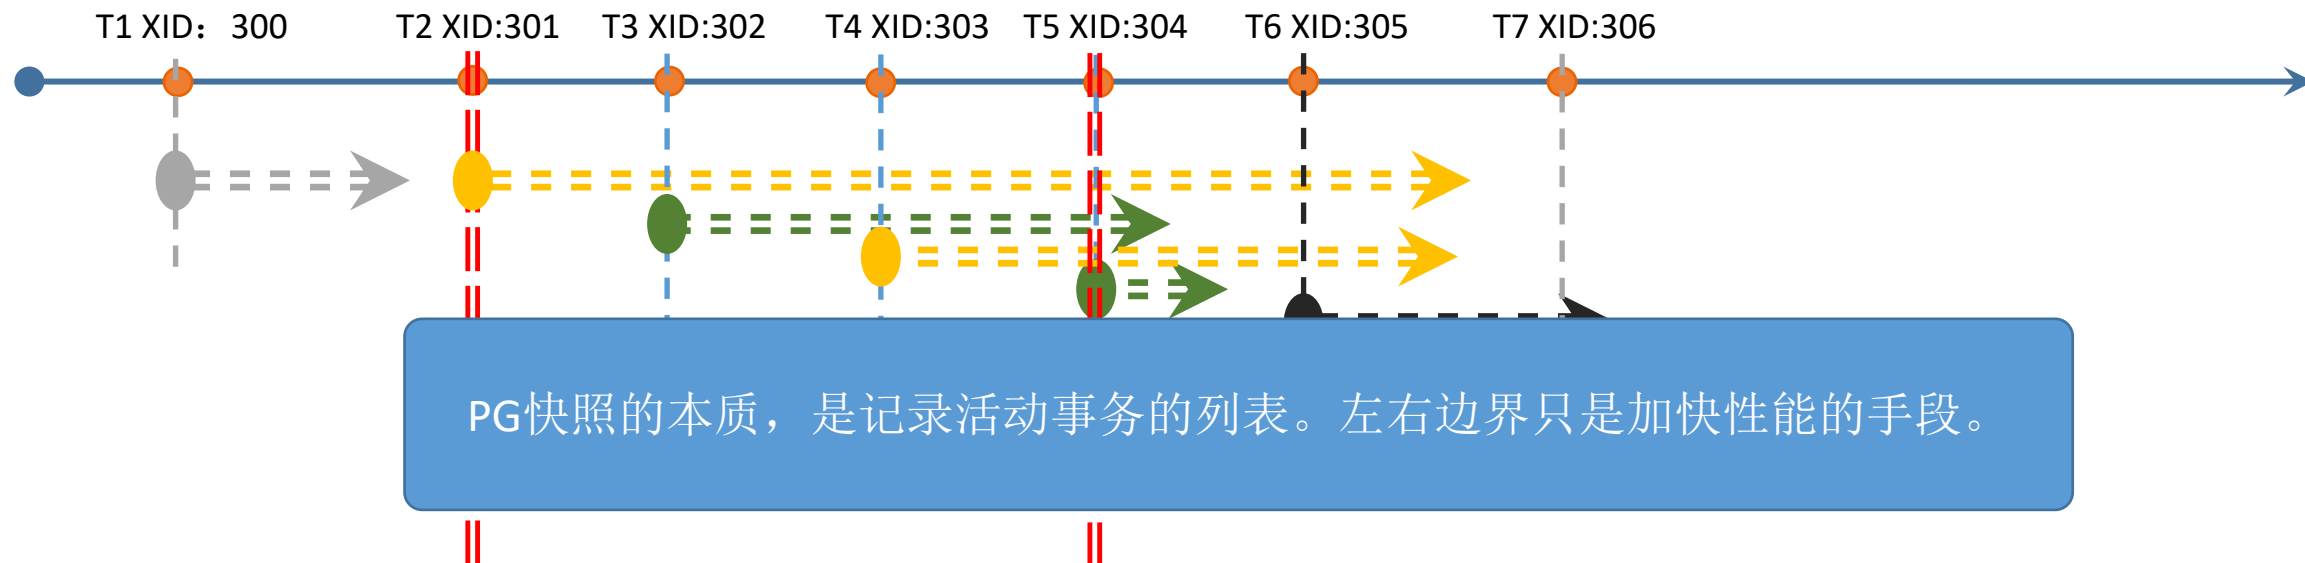 T1 XID：300 T2 XID:301 T3 XID:302 T4 XID:303 T5 XID:304 T6 XID:305 T7 XID:306
PG快照的本质，是记录活动事务的列表。左右边界只是加快性能的手段。